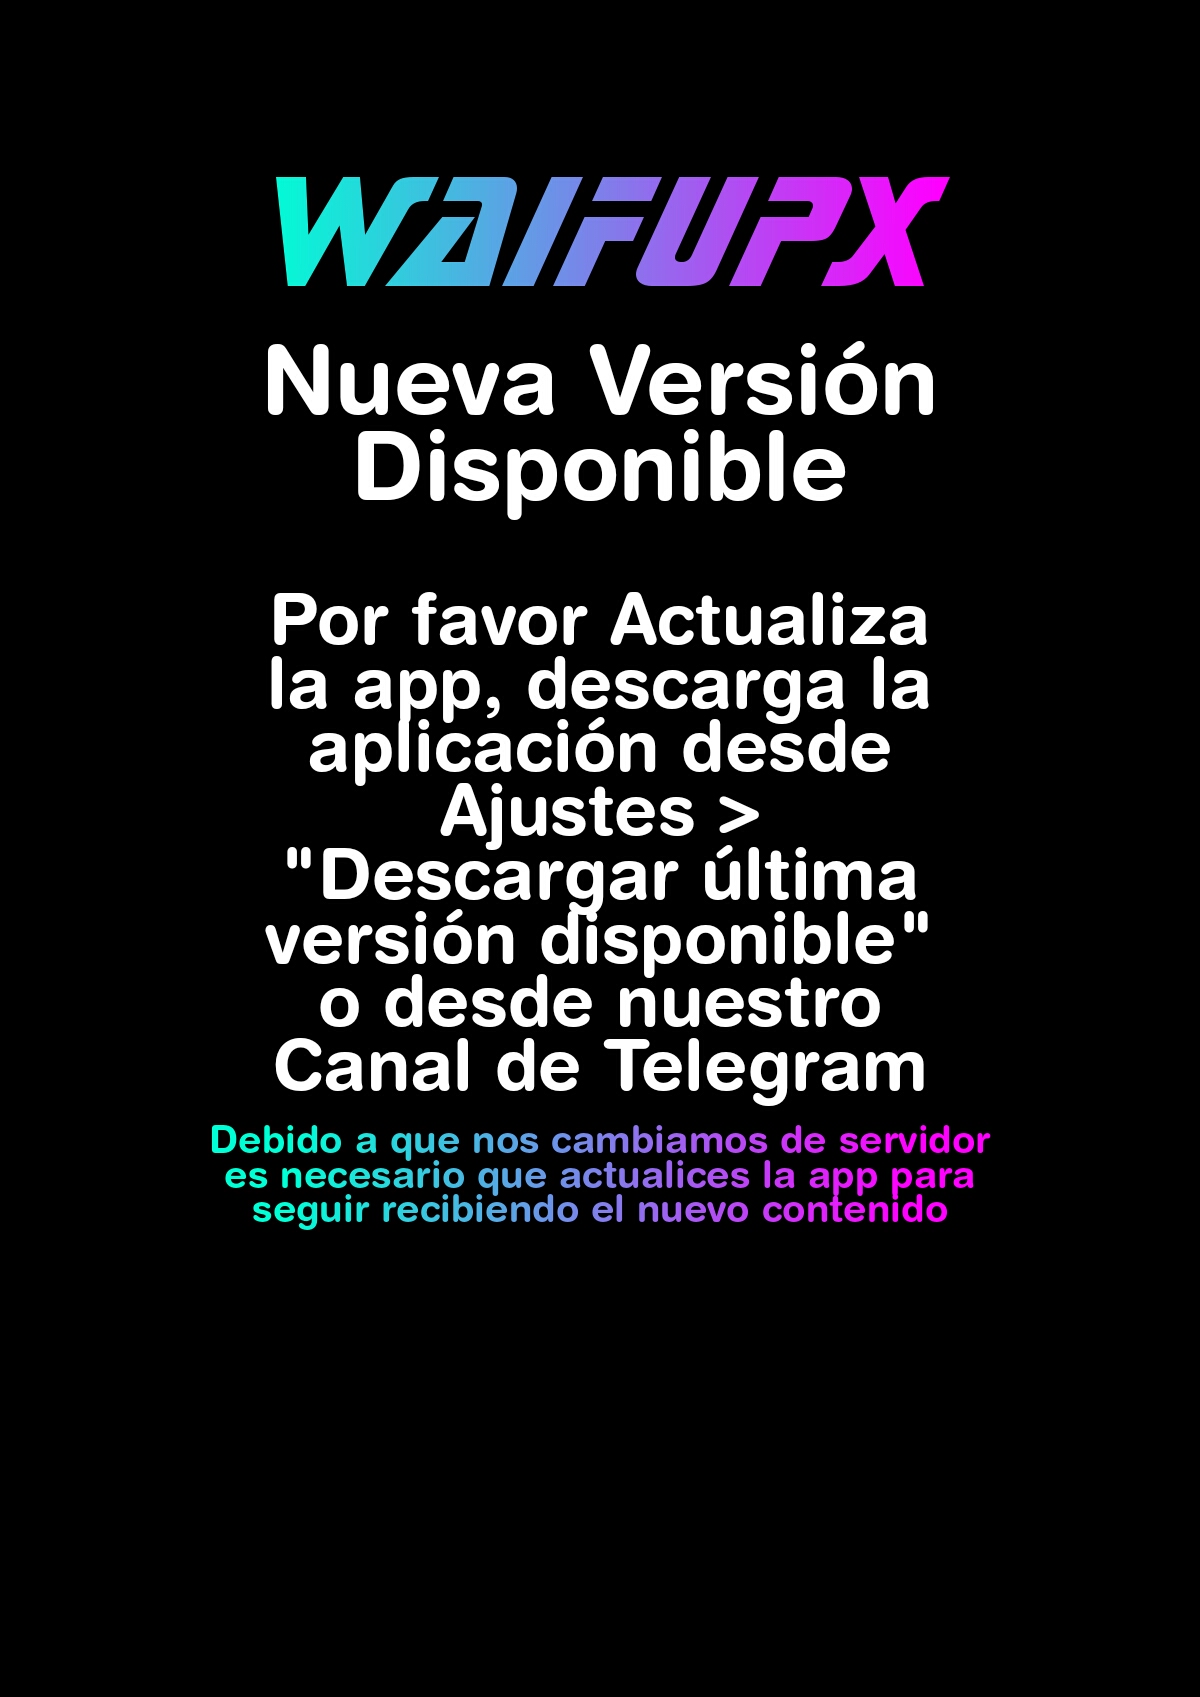 WAIFUPX
Nueva Versión
Disponible
Por favor Actualiza
la app, descarga la
aplicación desde
Ajustes >
"Descargar última
versión disponible"
o desde nuestro
Canal de Telegram
Debido a que nos cambiamos de servidor
es necesario que actualices la app para
seguir recibiendo el nuevo contenido